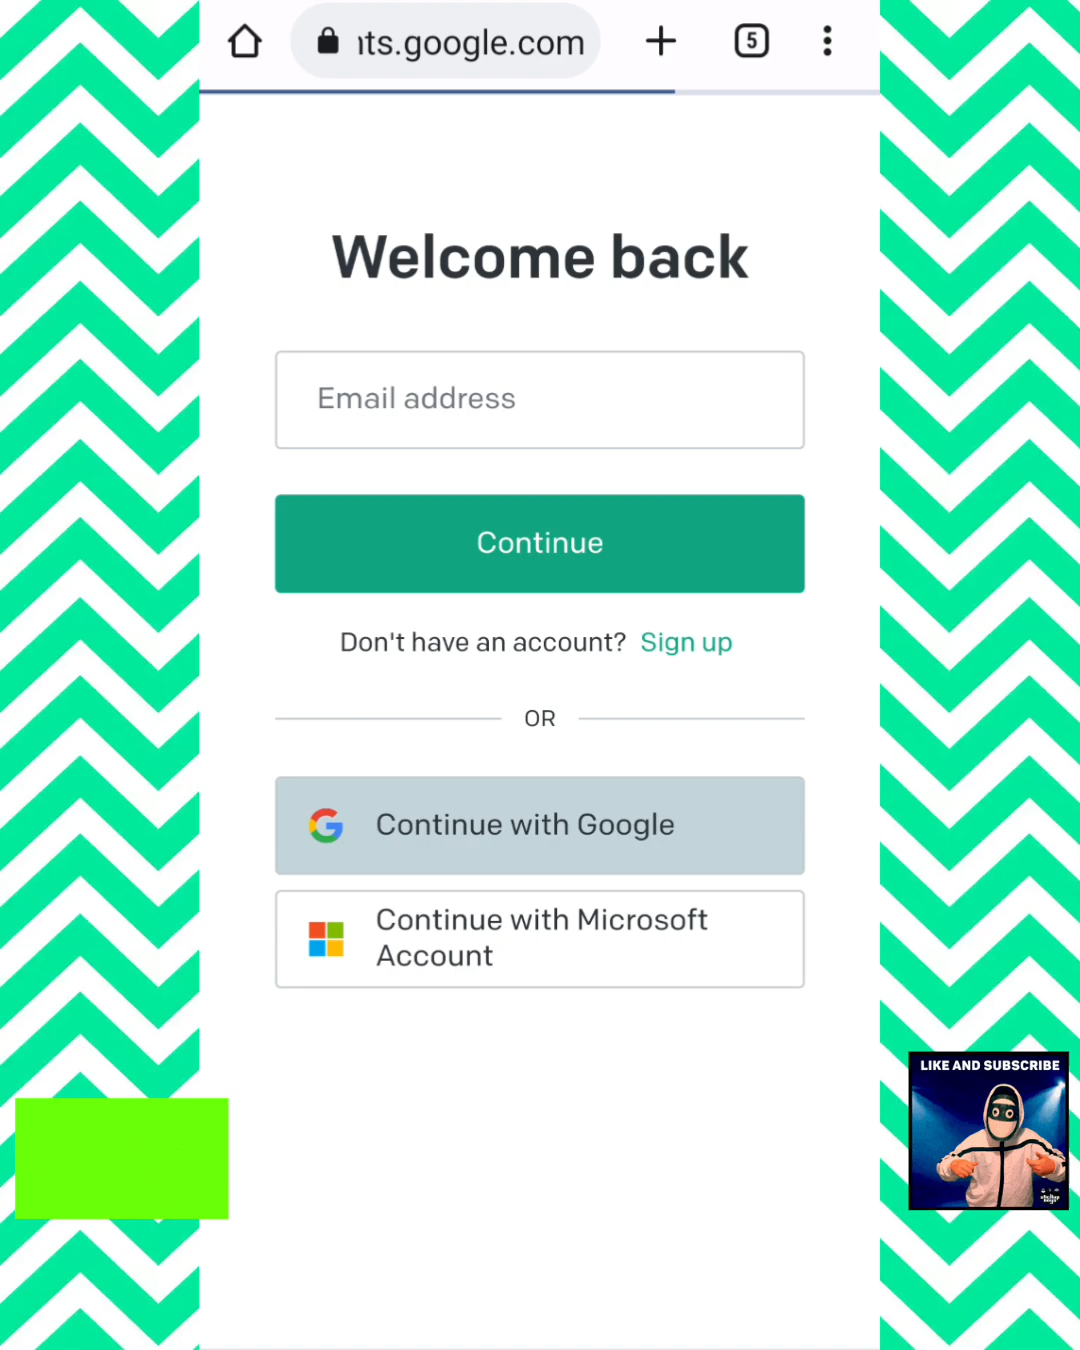 nts.google.com
5
Welcome back
Email address
Continue
Don't have an account? Sign up
OR
Continue with Google
Continue with Microsoft
Account
LIKE AND SUBSCRIBE